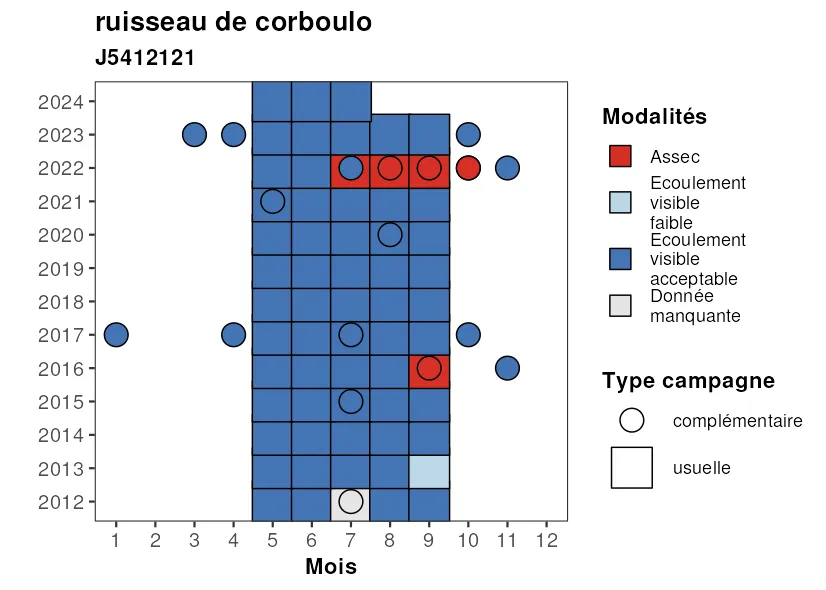 ruisseau de corboulo
J5412121
2024
2023
2022
2021
2020
2019
2018
2017
2016
2015
2014
2013
2012
1 2 3 4 5 6 7 8 9 10 11 12
Mois
Modalités
Assec
Ecoulement
visible
faible
Ecoulement
visible
acceptable
Donnée
manquante
Type campagne
complémentaire
usuelle